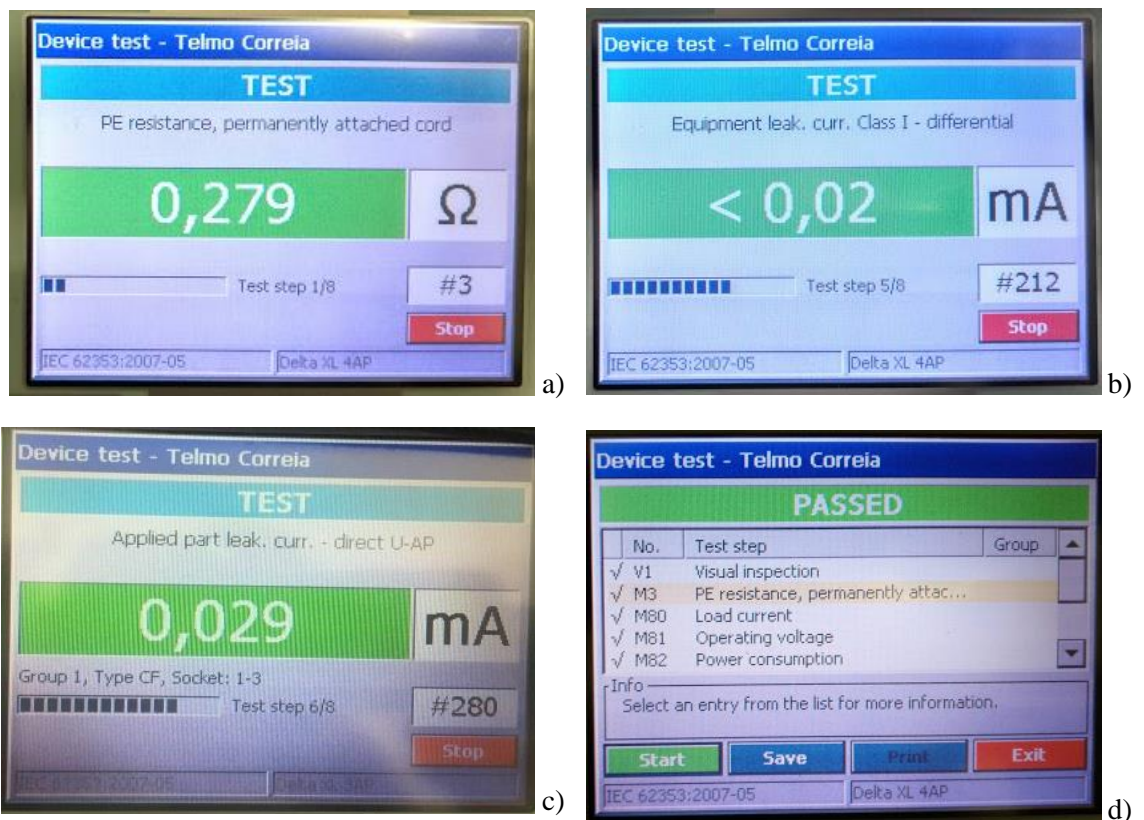 Device test - Telmo Correia
TEST
PE resistance, permanently attached cord
0,279 Ω
Test step 1/8 #3
Stop
IEC 62353:2007-05 Delta XL 4AP
a)
Device test - Telmo Correia
TEST
Equipment leak. curr. Class I - differential
< 0,02 mA
Test step 5/8 #212
Stop
IEC 62353:2007-05 Delta XL 4AP
b)
Device test - Telmo Correia
TEST
Applied part leak. curr. - direct U-AP
0,029 mA
Group 1, Type CF, Socket: 1-3
Test step 6/8 #280
Stop
IEC 62353:2007-05
c)
Device test - Telmo Correia
PASSED
No. Test step Group
√ V1 Visual inspection
√ M3 PE resistance, permanently attac...
√ M80 Load current
√ M81 Operating voltage
√ M82 Power consumption
Info
Select an entry from the list for more information.
Start Save Print Exit
IEC 62353:2007-05 Delta XL 4AP
d)